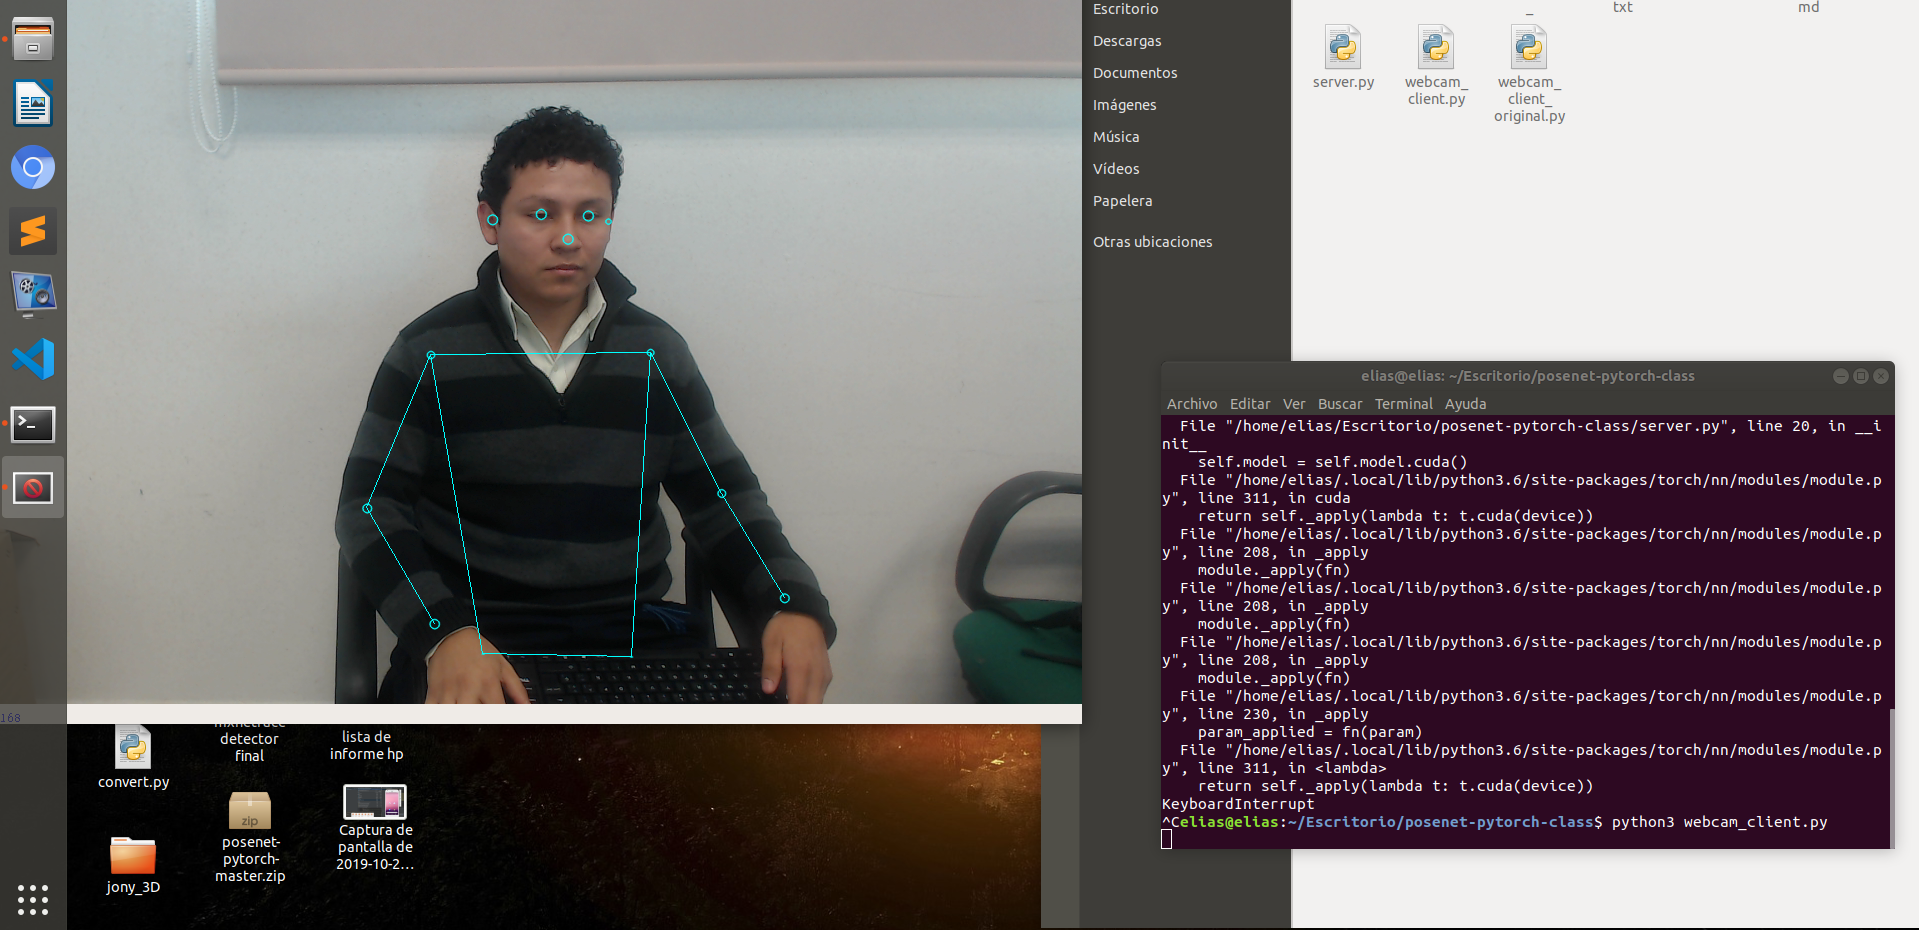 Escritorio
Descargas
Documentos
Imágenes
Música
Vídeos
Papelera
Otras ubicaciones
_
txt
md
server.py
webcam_
client.py
webcam_
client_
original.py
elias@elias: ~/Escritorio/posenet-pytorch-class
Archivo Editar Ver Buscar Terminal Ayuda
File "/home/elias/Escritorio/posenet-pytorch-class/server.py", line 20, in __i
nit__
self.model = self.model.cuda()
File "/home/elias/.local/lib/python3.6/site-packages/torch/nn/modules/module.p
y", line 311, in cuda
return self._apply(lambda t: t.cuda(device))
File "/home/elias/.local/lib/python3.6/site-packages/torch/nn/modules/module.p
y", line 208, in _apply
module._apply(fn)
File "/home/elias/.local/lib/python3.6/site-packages/torch/nn/modules/module.p
y", line 208, in _apply
module._apply(fn)
File "/home/elias/.local/lib/python3.6/site-packages/torch/nn/modules/module.p
y", line 208, in _apply
module._apply(fn)
File "/home/elias/.local/lib/python3.6/site-packages/torch/nn/modules/module.p
y", line 230, in _apply
param_applied = fn(param)
File "/home/elias/.local/lib/python3.6/site-packages/torch/nn/modules/module.p
y", line 311, in <lambda>
return self._apply(lambda t: t.cuda(device))
KeyboardInterrupt
^Celias@elias:~/Escritorio/posenet-pytorch-class$ python3 webcam_client.py
168
convert.py
detector
final
lista de
informe hp
zip
posenet-
pytorch-
master.zip
Captura de
pantalla de
2019-10-2...
jony_3D